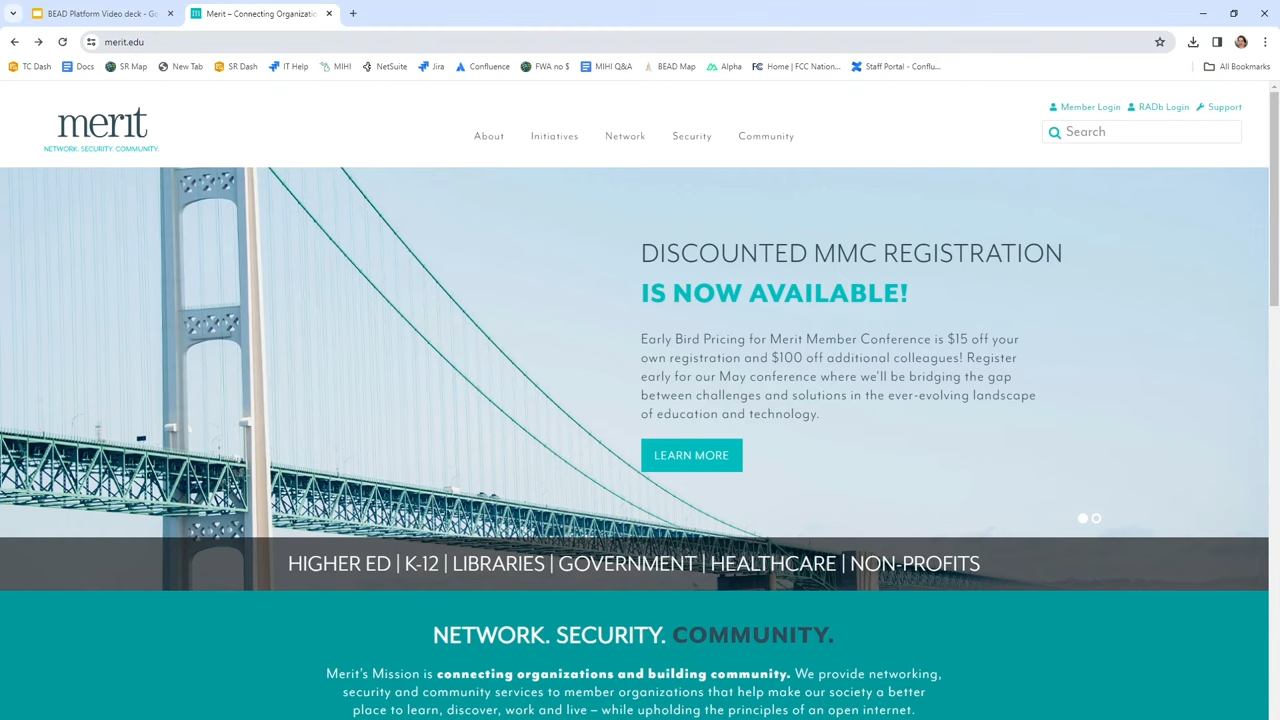 BEAD Platform Video deck - Go
Merit – Connecting Organizatio
merit.edu
TC Dash
Docs
SR Map
New Tab
SR Dash
IT Help
MIHI
NetSuite
Jira
Confluence
FWA no $
MIHI Q&A
BEAD Map
Alpha
Home | FCC Nation...
Staff Portal - Conflu...
All Bookmarks
merit
NETWORK. SECURITY. COMMUNITY.
About
Initiatives
Network
Security
Community
Member Login
RADb Login
Support
Search
DISCOUNTED MMC REGISTRATION
IS NOW AVAILABLE!
Early Bird Pricing for Merit Member Conference is $15 off your
own registration and $100 off additional colleagues! Register
early for our May conference where we'll be bridging the gap
between challenges and solutions in the ever-evolving landscape
of education and technology.
LEARN MORE
HIGHER ED | K-12 | LIBRARIES | GOVERNMENT | HEALTHCARE | NON-PROFITS
NETWORK. SECURITY. COMMUNITY.
Merit's Mission is connecting organizations and building community. We provide networking,
security and community services to member organizations that help make our society a better
place to learn, discover, work and live – while upholding the principles of an open internet.